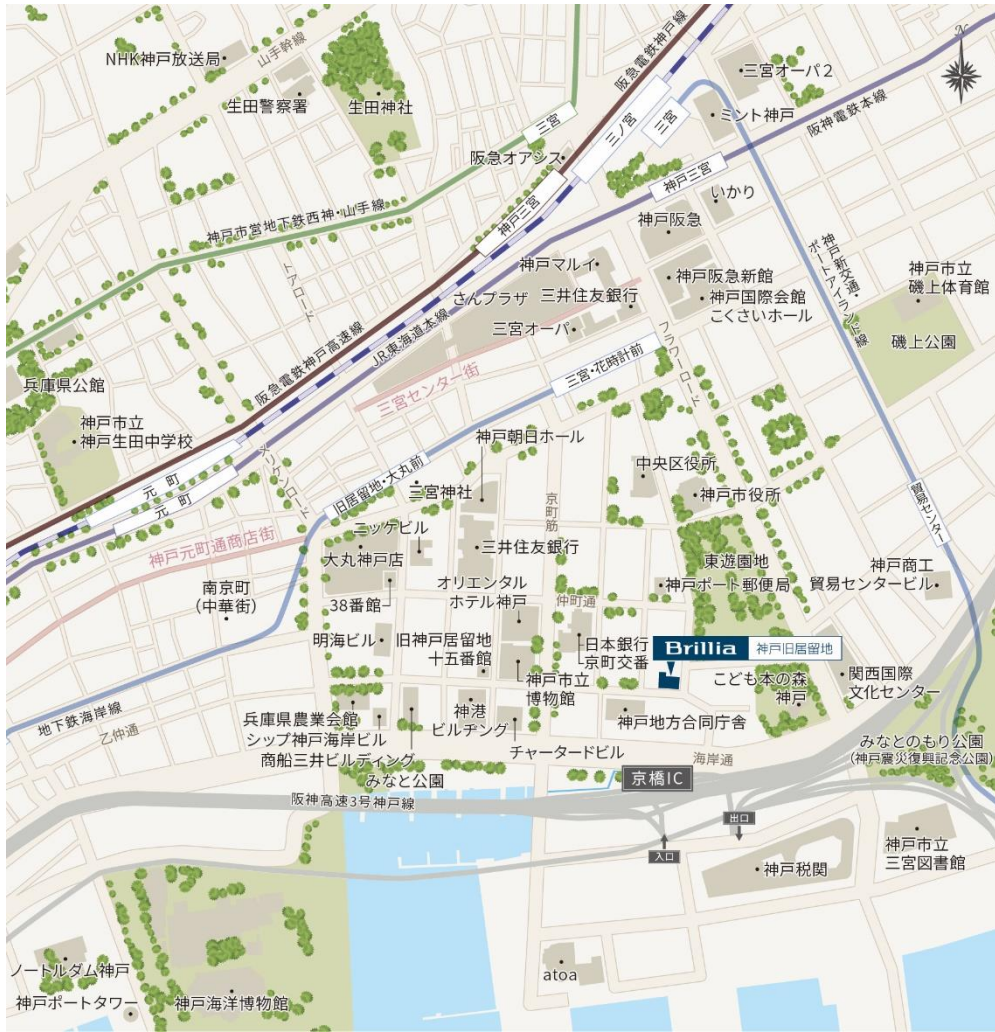 NHK神戸放送局
山手幹線
生田警察署
生田神社
阪急電鉄神戸線
三ノ宮
三宮
三宮
三宮オーパ2
ミント神戸
阪神電鉄本線
N
阪急オアシス
神戸三宮
神戸三宮
いかり
神戸阪急
神戸市営地下鉄西神・山手線
トアロード
神戸マルイ
さんプラザ
三井住友銀行
三宮オーパ
神戸阪急新館
神戸国際会館
こくさいホール
神戸新交通・
ポートアイランド線
神戸市立
磯上体育館
磯上公園
阪急電鉄神戸高速線
JR東海道本線
三宮センター街
三宮・花時計前
フラワーロード
兵庫県公館
神戸市立
神戸生田中学校
元町
元町
メリケンロード
旧居留地・大丸前
神戸朝日ホール
三宮神社
京町筋
中央区役所
神戸市役所
貿易センター
神戸元町通商店街
ニッケビル
大丸神戸店
三井住友銀行
東遊園地
神戸商工
貿易センタービル
南京町
(中華街)
38番館
オリエンタル
ホテル神戸
仲町通
神戸ポート郵便局
明海ビル
旧神戸居留地
十五番館
日本銀行
京町交番
Brillia 神戸旧居留地
神戸市立
博物館
こども本の森
神戸
関西国際
文化センター
地下鉄海岸線
乙仲通
兵庫県農業会館
シップ神戸海岸ビル
商船三井ビルディング
神港
ビルヂング
チャータードビル
神戸地方合同庁舎
海岸通
みなとのもり公園
(神戸震災復興記念公園)
みなと公園
京橋IC
阪神高速3号神戸線
出口
入口
神戸税関
神戸市立
三宮図書館
ノートルダム神戸
神戸ポートタワー
神戸海洋博物館
atoa